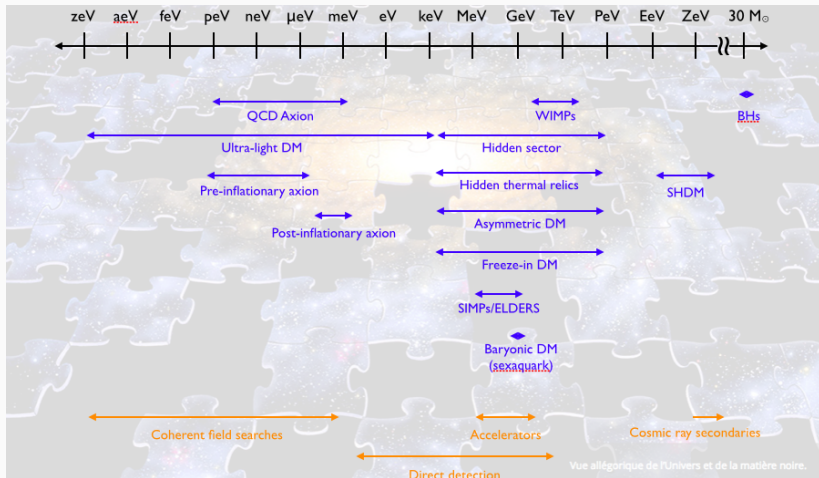 zeV aeV feV peV neV μeV meV eV keV MeV GeV TeV PeV EeV ZeV 30 M☉
QCD Axion
WIMPs
BHs
Ultra-light DM
Hidden sector
Pre-inflationary axion
Hidden thermal relics
SHDM
Post-inflationary axion
Asymmetric DM
Freeze-in DM
SIMPs/ELDERS
Baryonic DM
(sexaquark)
Coherent field searches
Accelerators
Cosmic ray secondaries
Direct detection
Vue allégorique de l'Univers et de la matière noire.